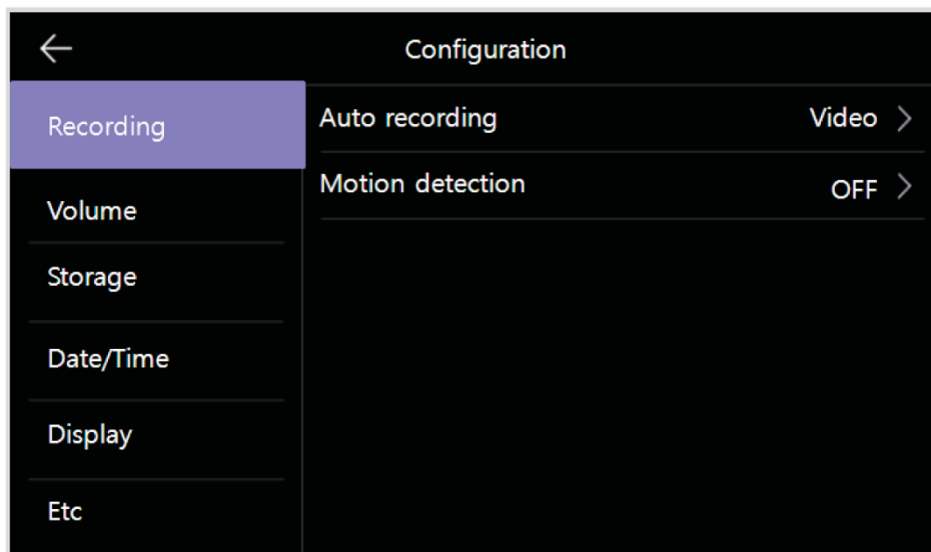 Configuration
Recording
Auto recording Video
Motion detection OFF
Volume
Storage
Date/Time
Display
Etc